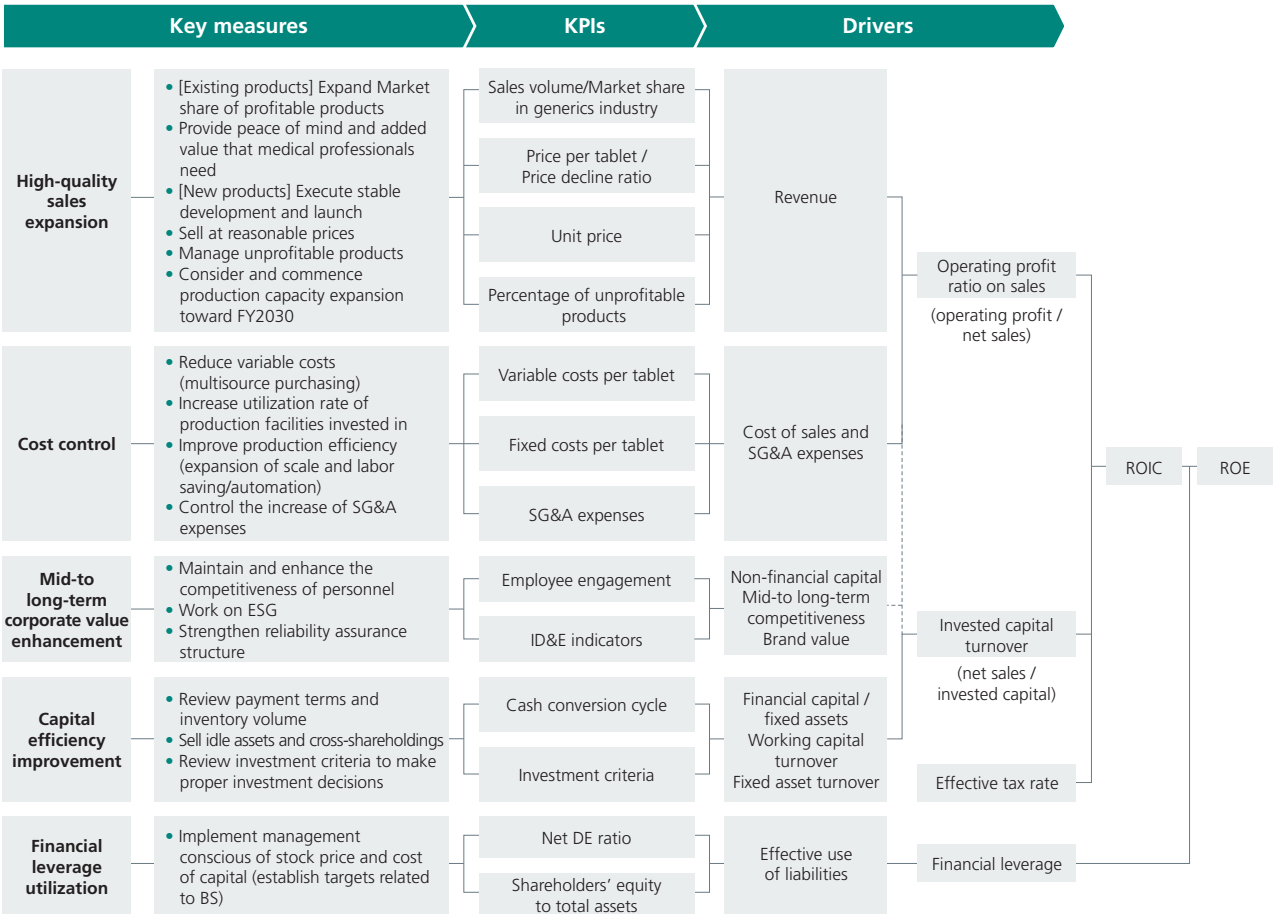 Key measures
KPIs
Drivers
High-quality
sales
expansion
• [Existing products] Expand Market
share of profitable products
• Provide peace of mind and added
value that medical professionals
need
• [New products] Execute stable
development and launch
• Sell at reasonable prices
• Manage unprofitable products
• Consider and commence
production capacity expansion
toward FY2030
Sales volume/Market share
in generics industry
Price per tablet /
Price decline ratio
Unit price
Percentage of unprofitable
products
Revenue
Operating profit
ratio on sales
(operating profit /
net sales)
Cost control
• Reduce variable costs
(multisource purchasing)
• Increase utilization rate of
production facilities invested in
• Improve production efficiency
(expansion of scale and labor
saving/automation)
• Control the increase of SG&A
expenses
Variable costs per tablet
Fixed costs per tablet
SG&A expenses
Cost of sales and
SG&A expenses
ROIC
ROE
Mid-to
long-term
corporate value
enhancement
• Maintain and enhance the
competitiveness of personnel
• Work on ESG
• Strengthen reliability assurance
structure
Employee engagement
ID&E indicators
Non-financial capital
Mid-to long-term
competitiveness
Brand value
Invested capital
turnover
(net sales /
invested capital)
Capital
efficiency
improvement
• Review payment terms and
inventory volume
• Sell idle assets and cross-shareholdings
• Review investment criteria to make
proper investment decisions
Cash conversion cycle
Investment criteria
Financial capital /
fixed assets
Working capital
turnover
Fixed asset turnover
Effective tax rate
Financial
leverage
utilization
• Implement management
conscious of stock price and cost
of capital (establish targets related
to BS)
Net DE ratio
Shareholders' equity
to total assets
Effective use
of liabilities
Financial leverage